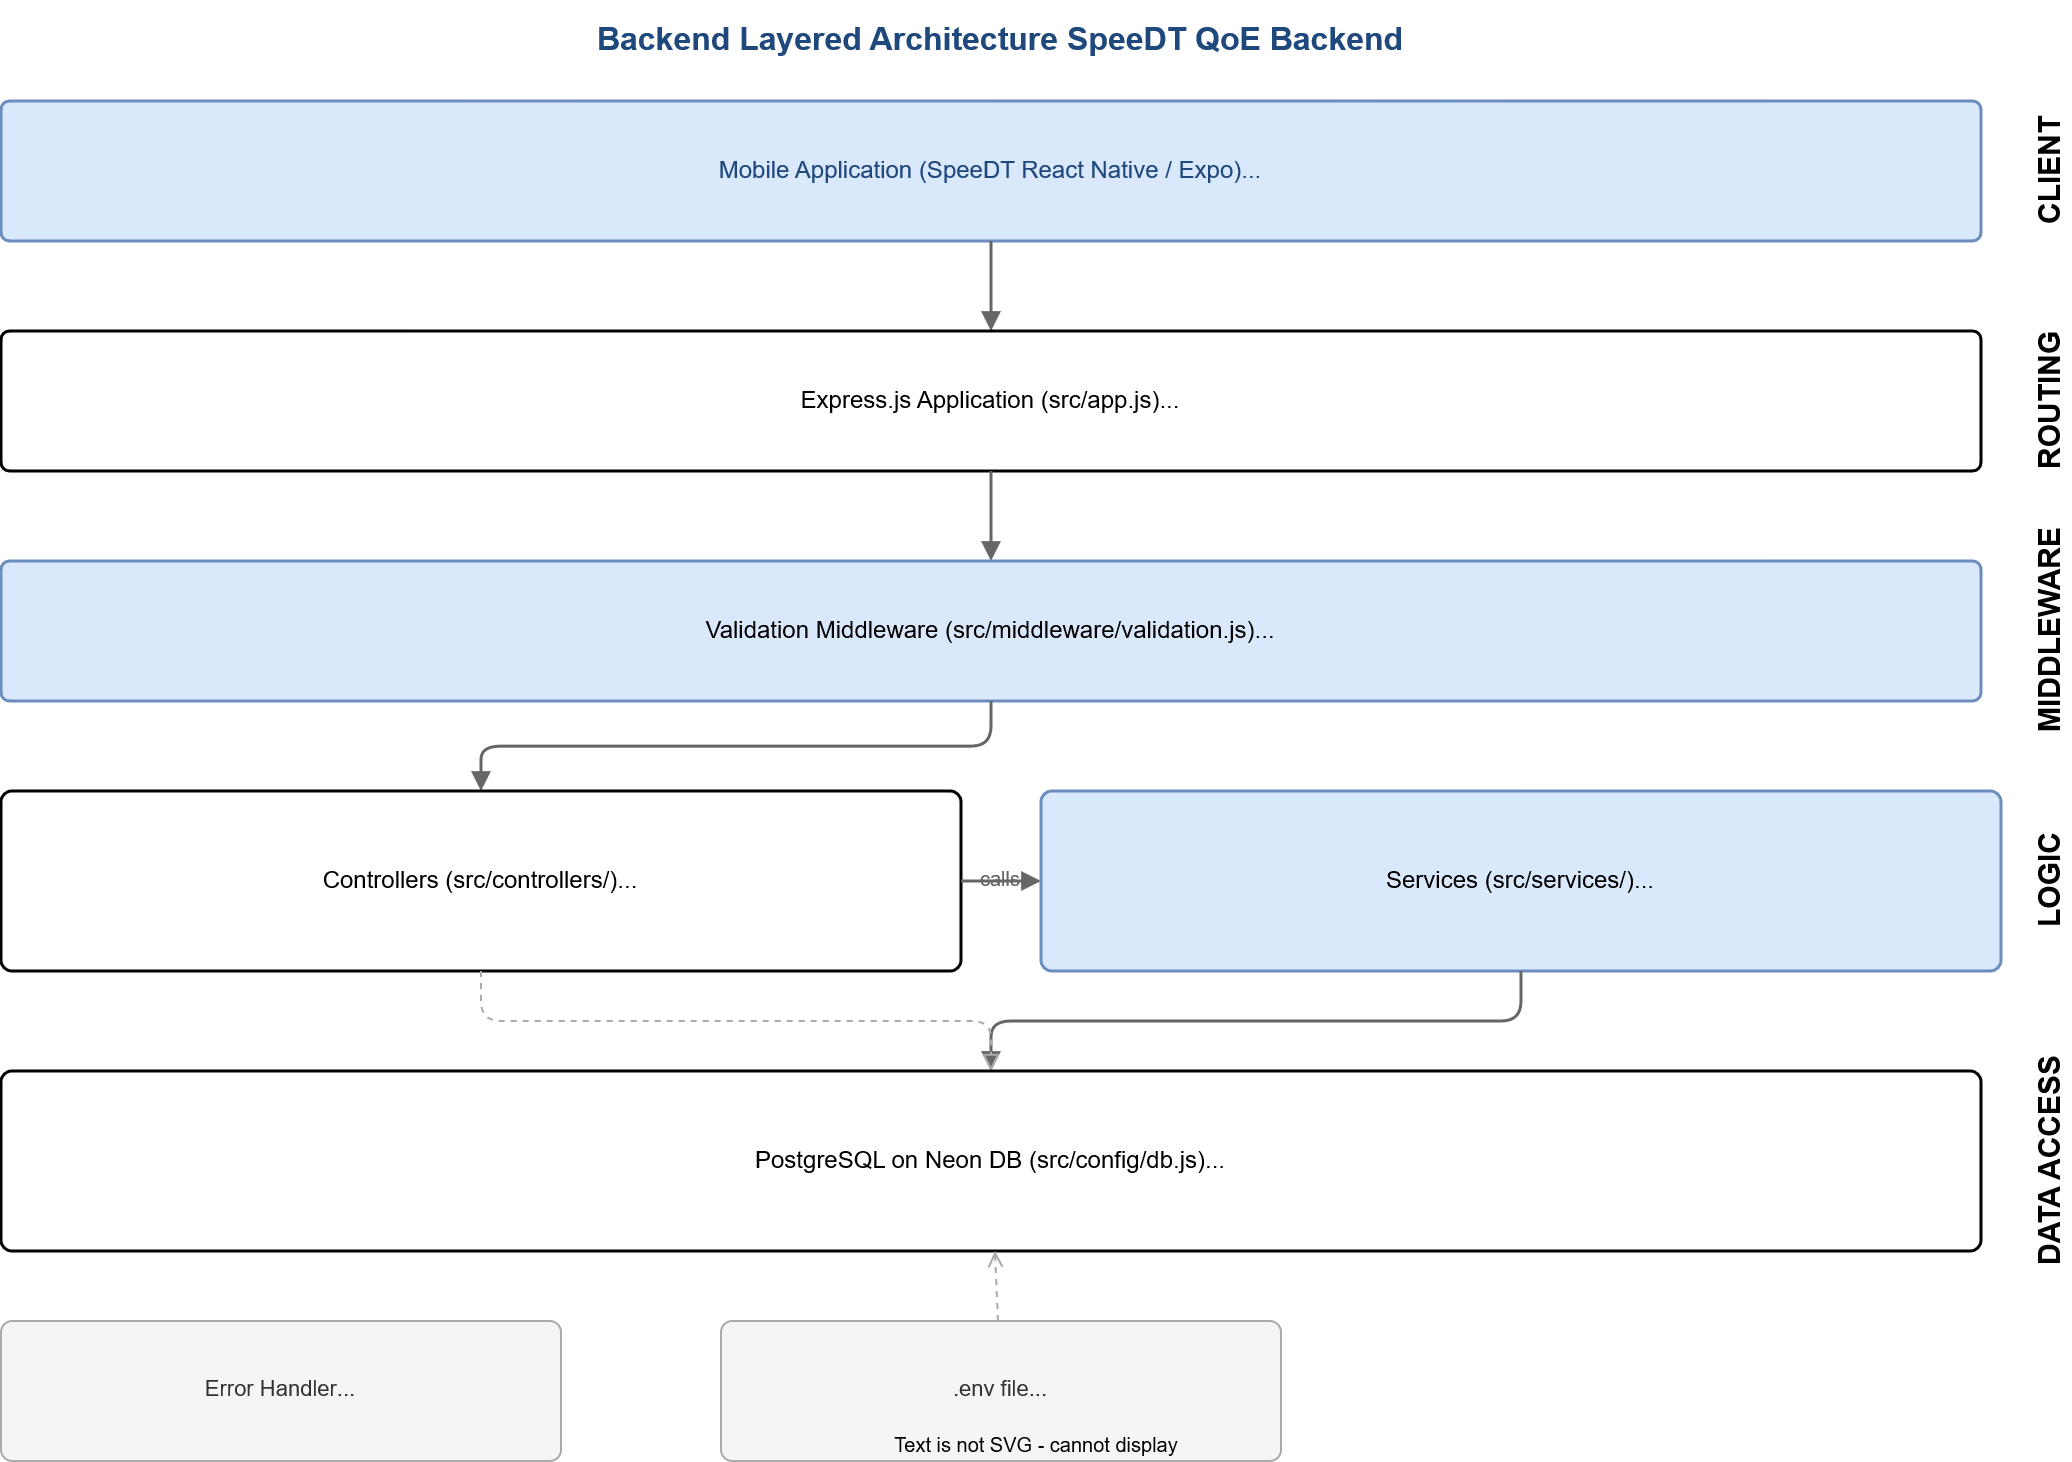 Backend Layered Architecture SpeeDT QoE Backend
Mobile Application (SpeeDT React Native / Expo)...
CLIENT
Express.js Application (src/app.js)...
ROUTING
Validation Middleware (src/middleware/validation.js)...
MIDDLEWARE
Controllers (src/controllers/)...
calls
Services (src/services/)...
LOGIC
PostgreSQL on Neon DB (src/config/db.js)...
DATA ACCESS
Error Handler...
.env file...
Text is not SVG - cannot display